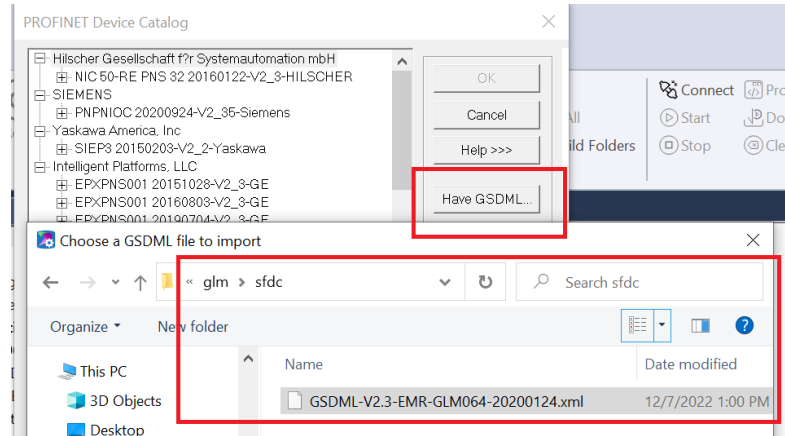 PROFINET Device Catalog
Hilscher Gesellschaft f?r Systemautomation mbH
NIC 50-RE PNS 32 20160122-V2_3-HILSCHER
SIEMENS
PNPNIOC 20200924-V2_35-Siemens
Yaskawa America, Inc
SIEP3 20150203-V2_2-Yaskawa
Intelligent Platforms, LLC
EPXPNS001 20151028-V2_3-GE
EPXPNS001 20160803-V2_3-GE
EPXPNS001 20190704-V2_3-GE
OK
Cancel
Help >>>
Have GSDML...
Connect
Start
Stop
ild Folders
Choose a GSDML file to import
« glm > sfdc
Search sfdc
Organize
New folder
This PC
3D Objects
Desktop
Name
Date modified
GSDML-V2.3-EMR-GLM064-20200124.xml
12/7/2022 1:00 PM